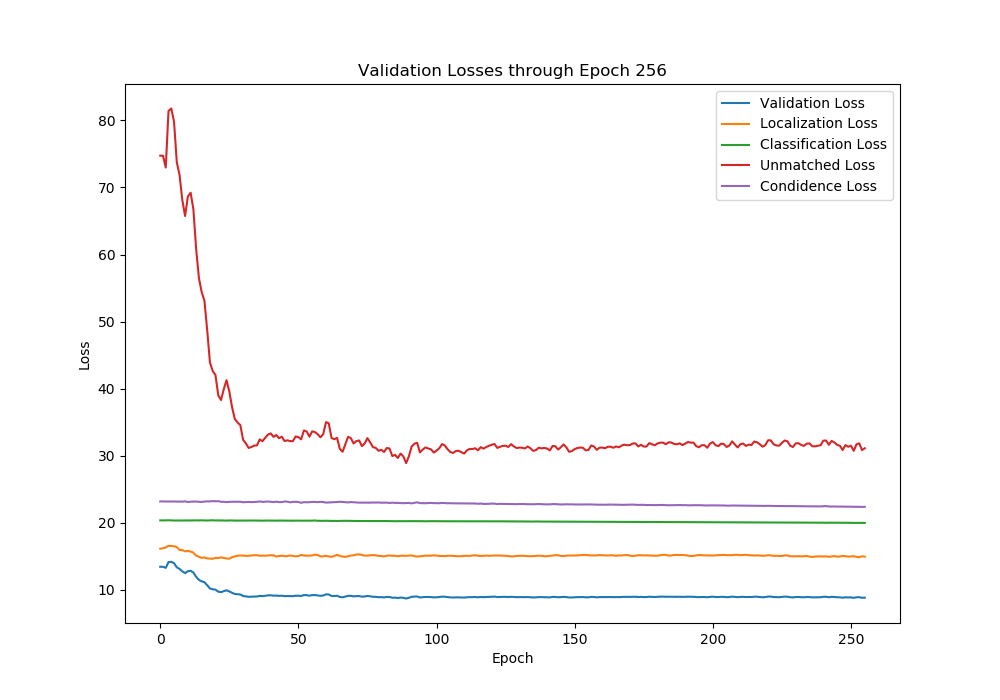 Validation Losses through Epoch 256
Validation Loss
Localization Loss
Classification Loss
Unmatched Loss
Condidence Loss
Loss
80
70
60
50
40
30
20
10
0 50 100 150 200 250
Epoch